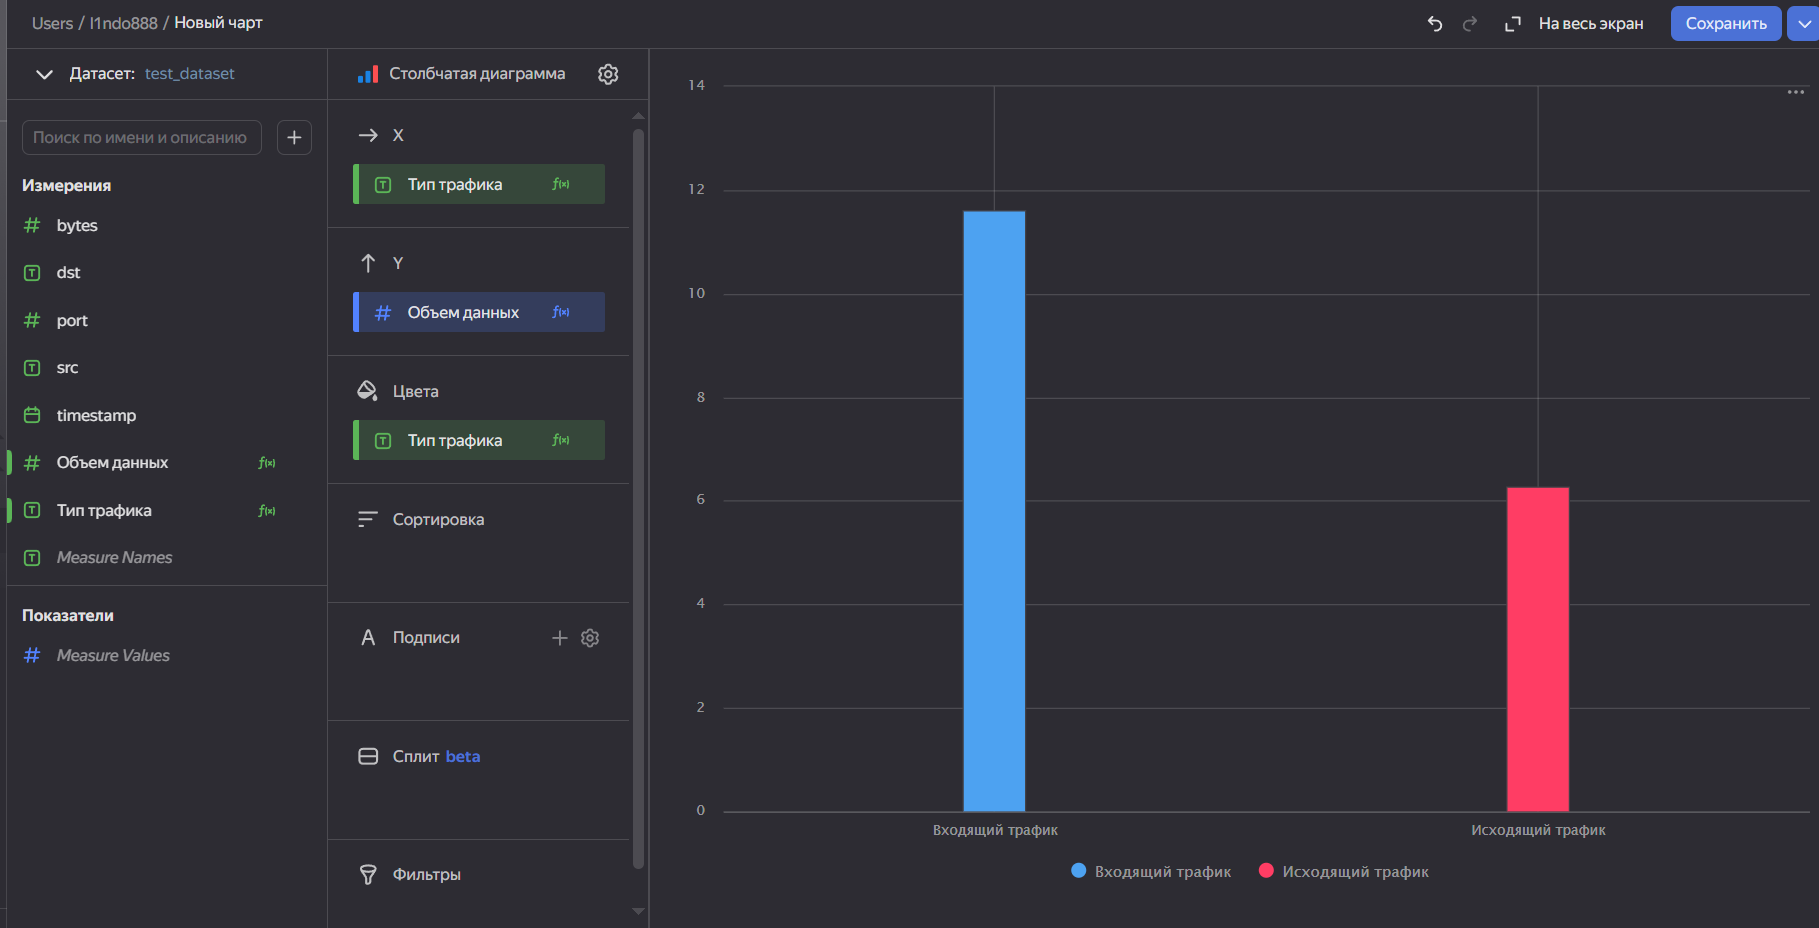 Users / l1ndo888 / Новый чарт
На весь экран
Сохранить
Датасет: test_dataset
Поиск по имени и описанию
Измерения
bytes
dst
port
src
timestamp
Объем данных
Тип трафика
Measure Names
Показатели
Measure Values
Столбчатая диаграмма
X
Тип трафика
Y
Объем данных
Цвета
Тип трафика
Сортировка
Подписи
Сплит beta
Фильтры
14
12
10
8
6
4
2
0
Входящий трафик
Исходящий трафик
Входящий трафик
Исходящий трафик